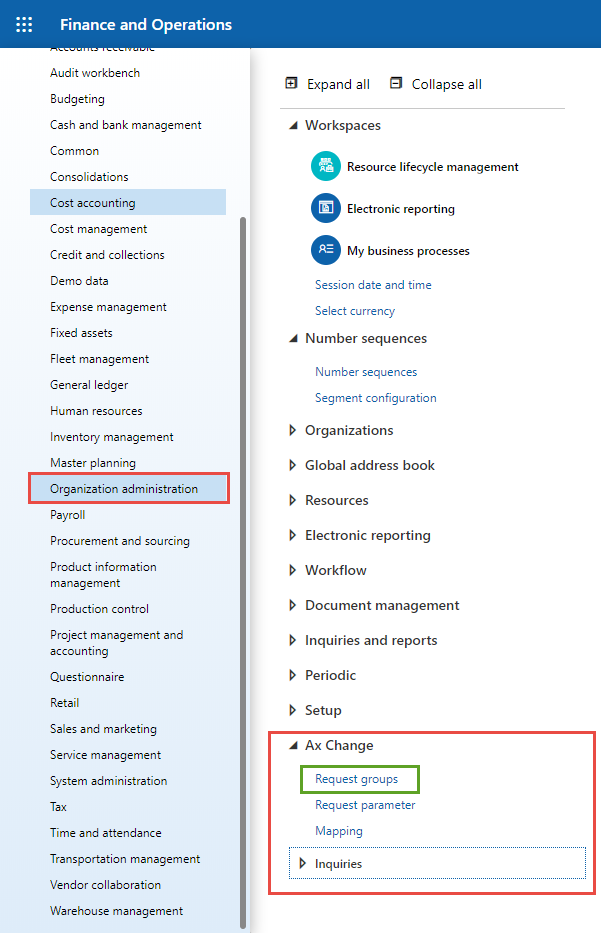 Finance and Operations
Accounts receivable
Audit workbench
Budgeting
Cash and bank management
Common
Consolidations
Cost accounting
Cost management
Credit and collections
Demo data
Expense management
Fixed assets
Fleet management
General ledger
Human resources
Inventory management
Master planning
Organization administration
Payroll
Procurement and sourcing
Product information
management
Production control
Project management and
accounting
Questionnaire
Retail
Sales and marketing
Service management
System administration
Tax
Time and attendance
Transportation management
Vendor collaboration
Warehouse management
Expand all
Collapse all
Workspaces
Resource lifecycle management
Electronic reporting
My business processes
Session date and time
Select currency
Number sequences
Number sequences
Segment configuration
Organizations
Global address book
Resources
Electronic reporting
Workflow
Document management
Inquiries and reports
Periodic
Setup
Ax Change
Request groups
Request parameter
Mapping
Inquiries